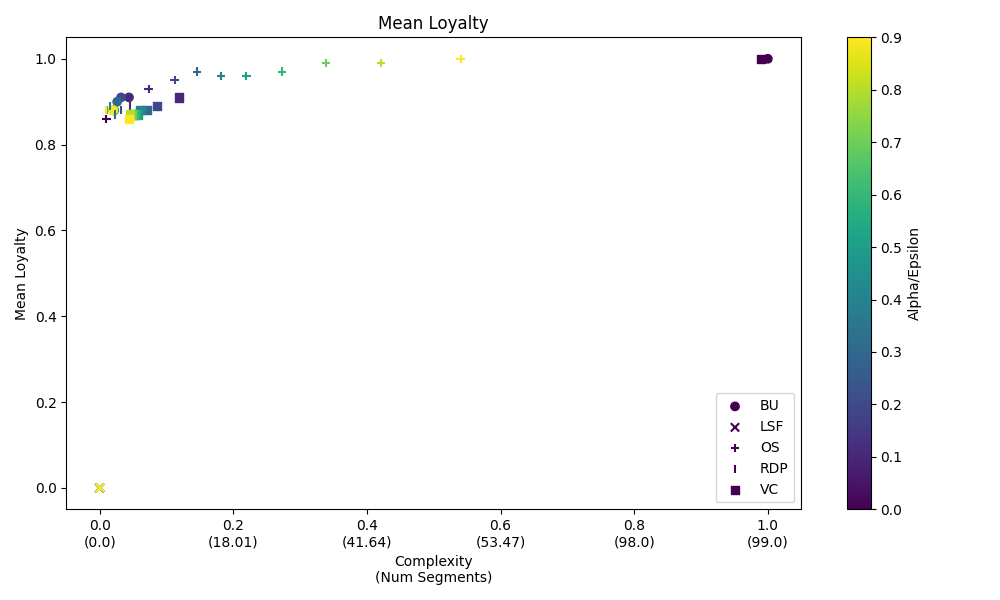 Mean Loyalty
1.0
0.8
0.6
0.4
0.2
0.0
Mean Loyalty
0.0
(0.0)
0.2
(18.01)
0.4
(41.64)
0.6
(53.47)
0.8
(98.0)
1.0
(99.0)
Complexity
(Num Segments)
BU
LSF
OS
RDP
VC
0.9
0.8
0.7
0.6
0.5
0.4
0.3
0.2
0.1
0.0
Alpha/Epsilon